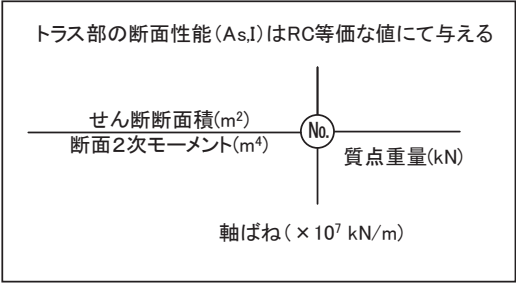 トラス部の断面性能(As,I)はRC等価な値にて与える
せん断断面積(m²)
断面2次モーメント(m⁴)
No.
質点重量(kN)
軸ばね(×10⁷ kN/m)